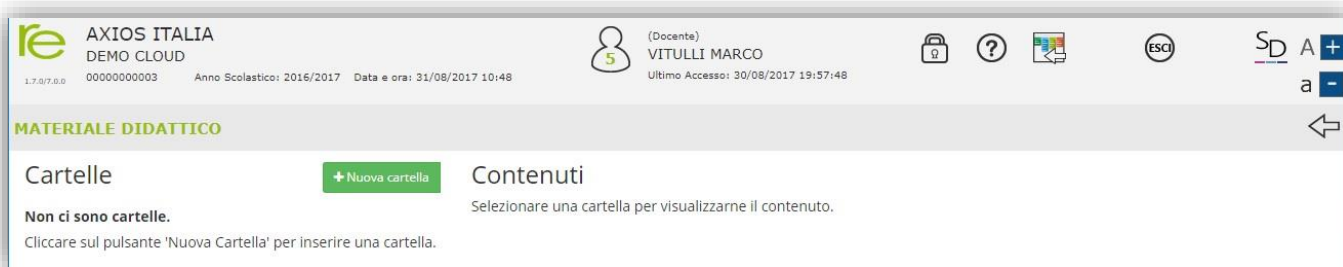 re
AXIOS ITALIA
DEMO CLOUD
1.7.0/7.0.0
00000000003 Anno Scolastico: 2016/2017 Data e ora: 31/08/2017 10:48
5
(Docente)
VITULLI MARCO
Ultimo Accesso: 30/08/2017 19:57:48
?
ESCI
SD
A +
a -
MATERIALE DIDATTICO
Cartelle
+ Nuova cartella
Non ci sono cartelle.
Cliccare sul pulsante 'Nuova Cartella' per inserire una cartella.
Contenuti
Selezionare una cartella per visualizzarne il contenuto.